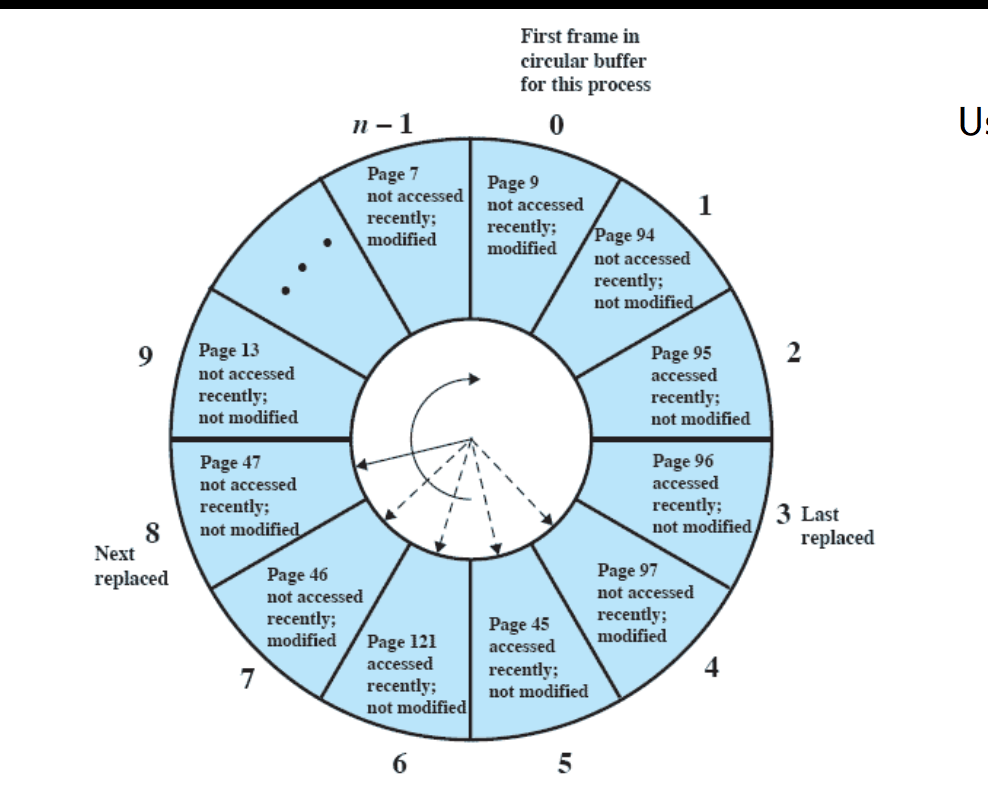 First frame in
circular buffer
for this process
n – 1
0
Us
Page 7
not accessed
recently;
modified
Page 9
not accessed
recently;
modified
1
Page 94
not accessed
recently;
not modified
2
Page 95
accessed
recently;
not modified
Page 96
accessed
recently;
not modified
3 Last
replaced
Page 97
not accessed
recently;
modified
4
Page 45
accessed
recently;
not modified
5
Page 121
accessed
recently;
not modified
6
Page 46
not accessed
recently;
modified
7
Page 47
not accessed
recently;
not modified
8
Next
replaced
9
Page 13
not accessed
recently;
not modified